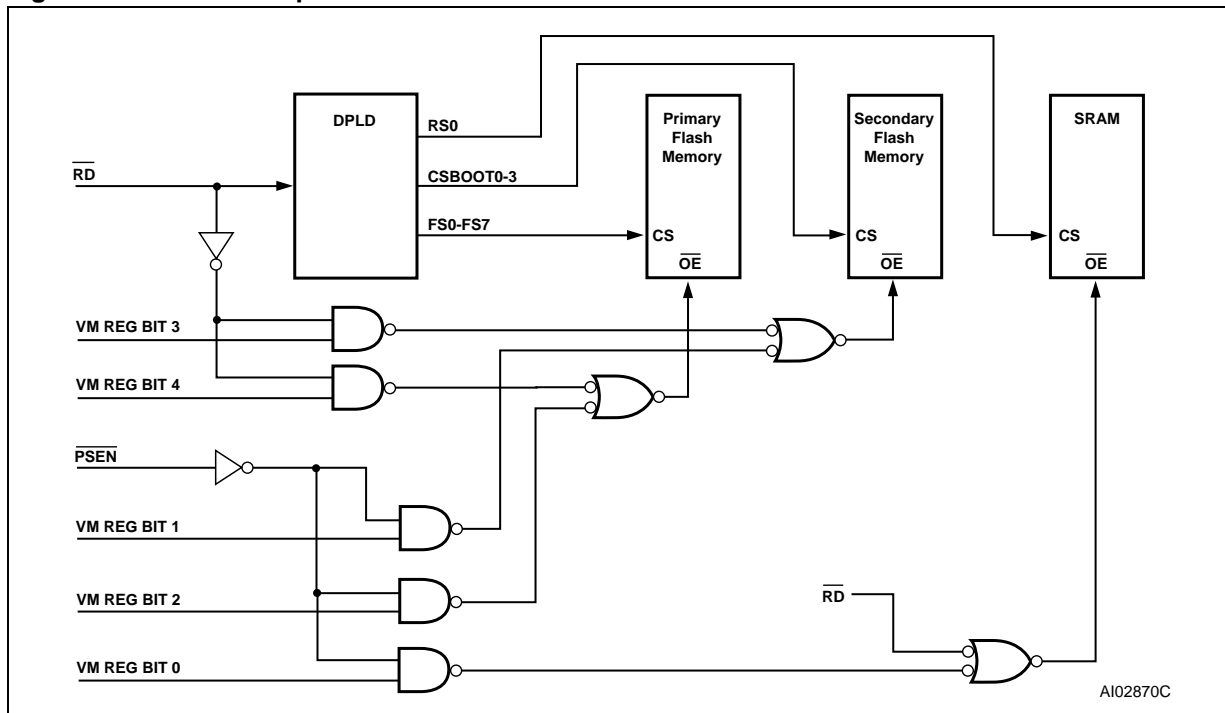 DPLD
RS0
CSBOOT0-3
FS0-FS7
Primary
Flash
Memory
CS
OE
Secondary
Flash
Memory
CS
OE
SRAM
CS
OE
RD
VM REG BIT 3
VM REG BIT 4
PSEN
VM REG BIT 1
VM REG BIT 2
RD
VM REG BIT 0
AI02870C